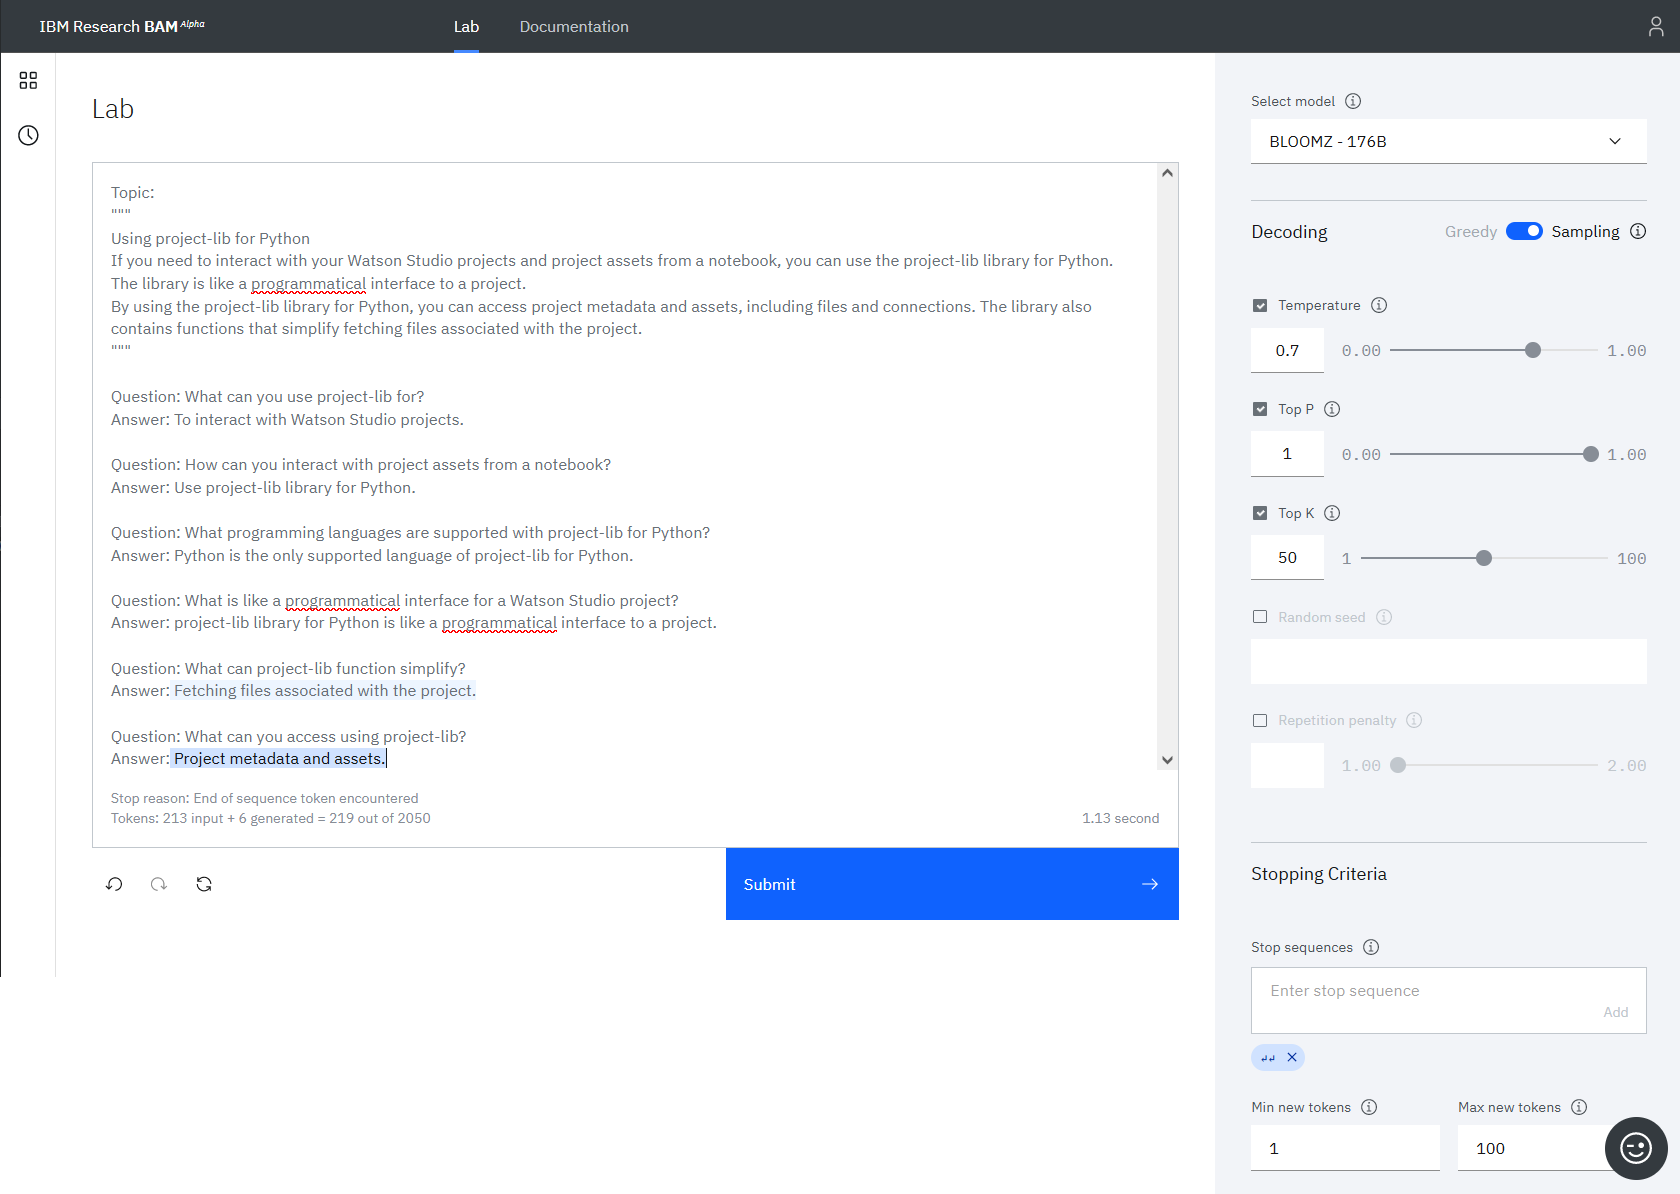 IBM Research BAM Alpha
Lab
Documentation
Lab
Topic:
"""
Using project-lib for Python
If you need to interact with your Watson Studio projects and project assets from a notebook, you can use the project-lib library for Python.
The library is like a programmatical interface to a project.
By using the project-lib library for Python, you can access project metadata and assets, including files and connections. The library also
contains functions that simplify fetching files associated with the project.
"""
Question: What can you use project-lib for?
Answer: To interact with Watson Studio projects.
Question: How can you interact with project assets from a notebook?
Answer: Use project-lib library for Python.
Question: What programming languages are supported with project-lib for Python?
Answer: Python is the only supported language of project-lib for Python.
Question: What is like a programmatical interface for a Watson Studio project?
Answer: project-lib library for Python is like a programmatical interface to a project.
Question: What can project-lib function simplify?
Answer: Fetching files associated with the project.
Question: What can you access using project-lib?
Answer: Project metadata and assets.
Stop reason: End of sequence token encountered
Tokens: 213 input + 6 generated = 219 out of 2050
1.13 second
Submit
Select model
BLOOMZ - 176B
Decoding
Greedy
Sampling
Temperature
0.7
0.00
1.00
Top P
1
0.00
1.00
Top K
50
1
100
Random seed
Repetition penalty
1.00
2.00
Stopping Criteria
Stop sequences
Enter stop sequence
Add
↲↲
Min new tokens
Max new tokens
1
100